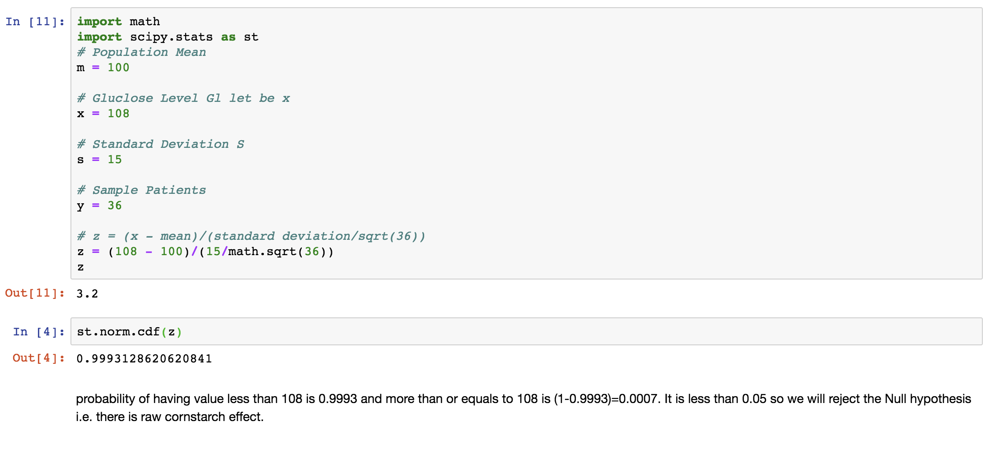 In [11]:
import math
import scipy.stats as st
# Population Mean
m = 100
# Gluclose Level Gl let be x
x = 108
# Standard Deviation S
s = 15
# Sample Patients
y = 36
# z = (x - mean)/(standard deviation/sqrt(36))
z = (108 - 100)/(15/math.sqrt(36))
z
Out[11]: 3.2
In [4]: st.norm.cdf(z)
Out[4]: 0.9993128620620841
probability of having value less than 108 is 0.9993 and more than or equals to 108 is (1-0.9993)=0.0007. It is less than 0.05 so we will reject the Null hypothesis
i.e. there is raw cornstarch effect.